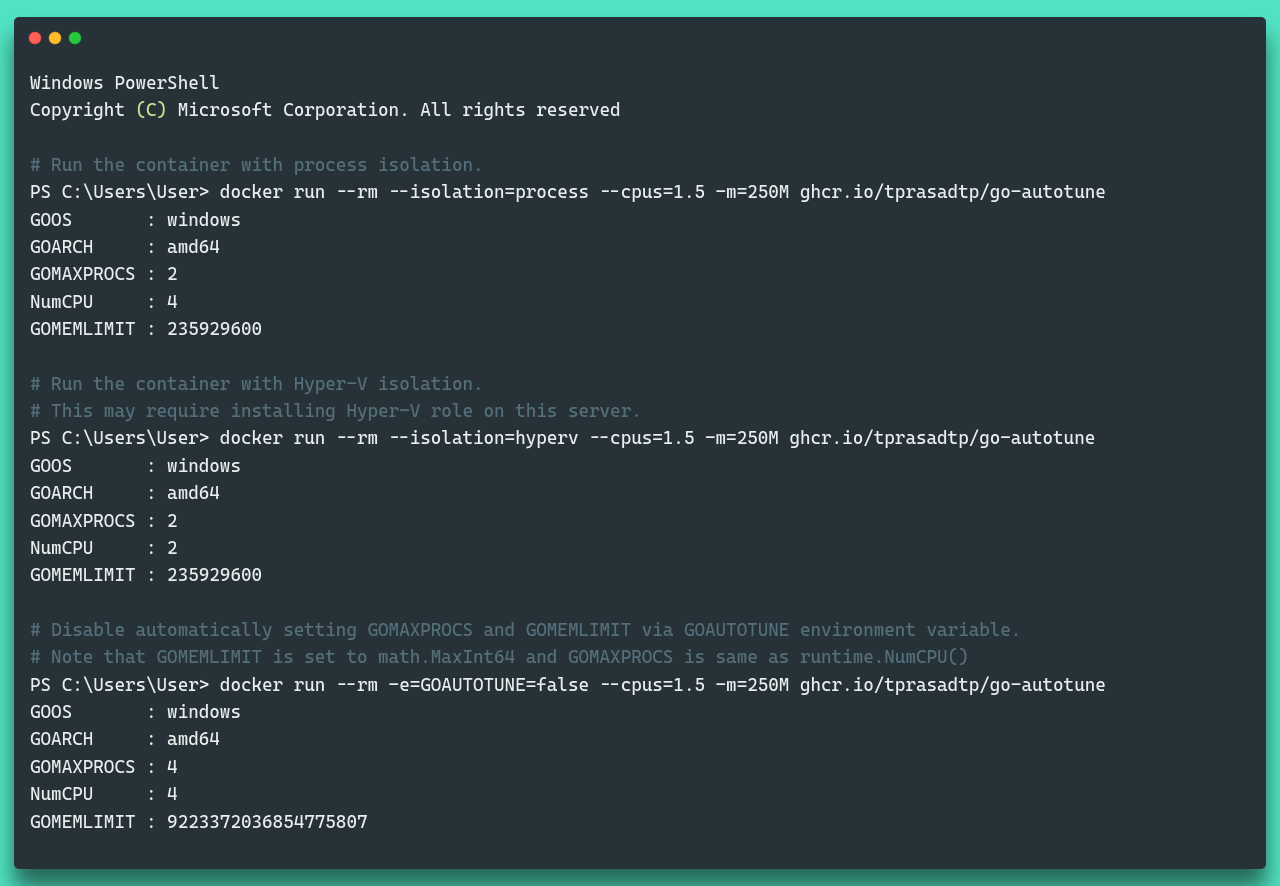 Windows PowerShell
Copyright (C) Microsoft Corporation. All rights reserved
# Run the container with process isolation.
PS C:\Users\User> docker run --rm --isolation=process --cpus=1.5 -m=250M ghcr.io/tprasadtp/go-autotune
GOOS       : windows
GOARCH     : amd64
GOMAXPROCS : 2
NumCPU     : 4
GOMEMLIMIT : 235929600
# Run the container with Hyper-V isolation.
# This may require installing Hyper-V role on this server.
PS C:\Users\User> docker run --rm --isolation=hyperv --cpus=1.5 -m=250M ghcr.io/tprasadtp/go-autotune
GOOS       : windows
GOARCH     : amd64
GOMAXPROCS : 2
NumCPU     : 2
GOMEMLIMIT : 235929600
# Disable automatically setting GOMAXPROCS and GOMEMLIMIT via GOAUTOTUNE environment variable.
# Note that GOMEMLIMIT is set to math.MaxInt64 and GOMAXPROCS is same as runtime.NumCPU()
PS C:\Users\User> docker run --rm -e=GOAUTOTUNE=false --cpus=1.5 -m=250M ghcr.io/tprasadtp/go-autotune
GOOS       : windows
GOARCH     : amd64
GOMAXPROCS : 4
NumCPU     : 4
GOMEMLIMIT : 9223372036854775807